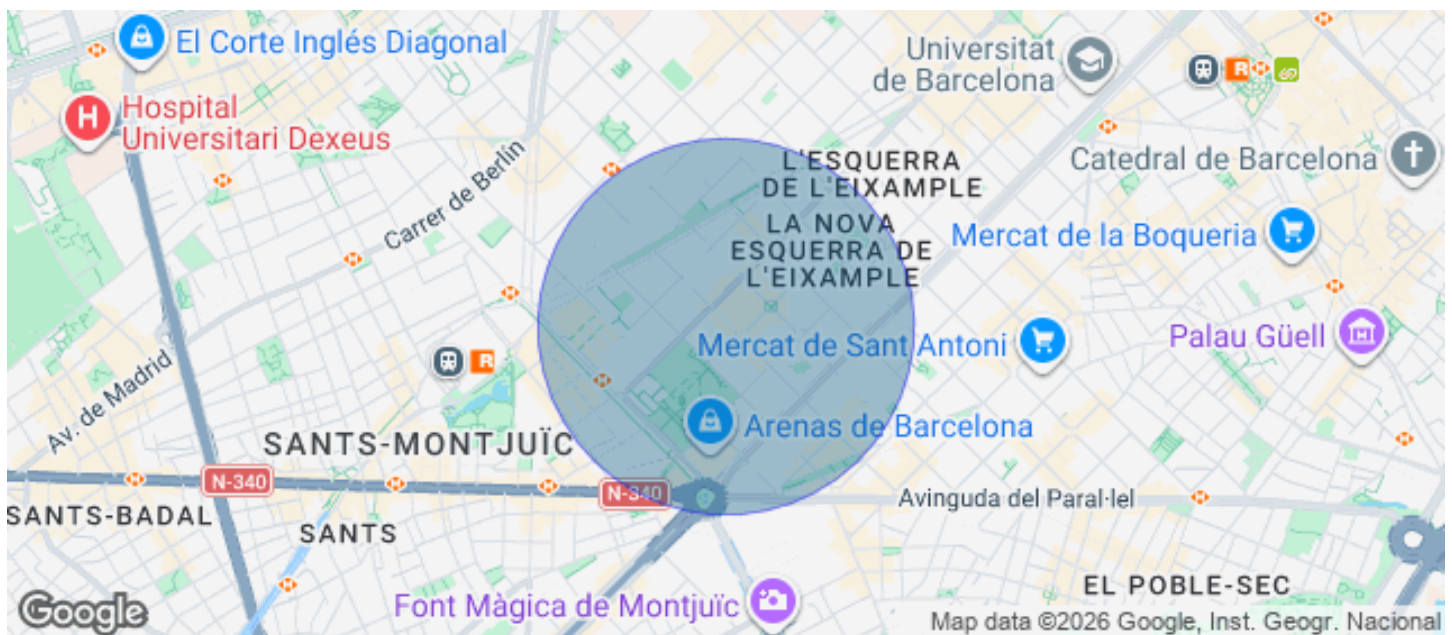 El Corte Inglés Diagonal
Hospital
Universitari Dexeus
Universitat
de Barcelona
R
Catedral de Barcelona
L'ESQUERRA
DE L'EIXAMPLE
LA NOVA
ESQUERRA DE
L'EIXAMPLE
Carrer de Berlín
Mercat de la Boqueria
Mercat de Sant Antoni
Palau Güell
R
Av. de Madrid
Arenas de Barcelona
SANTS-MONTJUÏC
N-340
N-340
Avinguda del Paral·lel
SANTS-BADAL
SANTS
EL POBLE-SEC
Font Màgica de Montjuïc
Google
Map data ©2026 Google, Inst. Geogr. Nacional